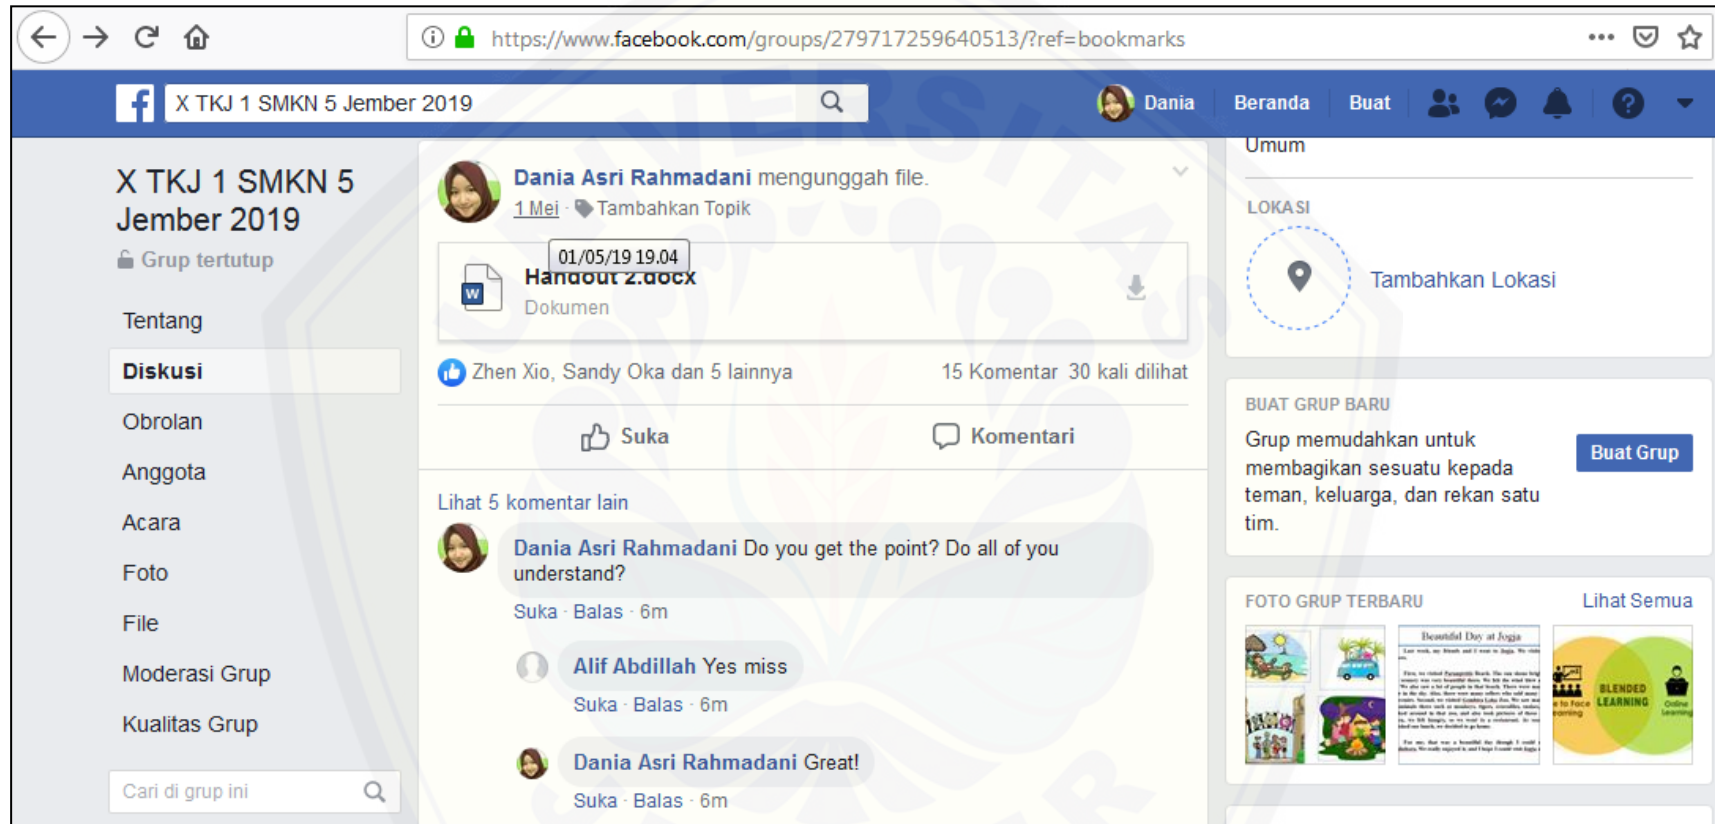 https://www.facebook.com/groups/279717259640513/?ref=bookmarks
X TKJ 1 SMKN 5 Jember 2019
Dania
Beranda
Buat
X TKJ 1 SMKN 5
Jember 2019
Grup tertutup
Tentang
Diskusi
Obrolan
Anggota
Acara
Foto
File
Moderasi Grup
Kualitas Grup
Cari di grup ini
Dania Asri Rahmadani mengunggah file.
1 Mei · Tambahkan Topik
01/05/19 19.04
Handout 2.docx
Dokumen
Zhen Xio, Sandy Oka dan 5 lainnya
15 Komentar 30 kali dilihat
Suka
Komentari
Lihat 5 komentar lain
Dania Asri Rahmadani Do you get the point? Do all of you
understand?
Suka · Balas · 6m
Alif Abdillah Yes miss
Suka · Balas · 6m
Dania Asri Rahmadani Great!
Suka · Balas · 6m
Umum
LOKASI
Tambahkan Lokasi
BUAT GRUP BARU
Grup memudahkan untuk
membagikan sesuatu kepada
teman, keluarga, dan rekan satu
tim.
Buat Grup
FOTO GRUP TERBARU
Lihat Semua
Beautiful Day at Jogja
BLENDED
LEARNING
UNIVERSITAS